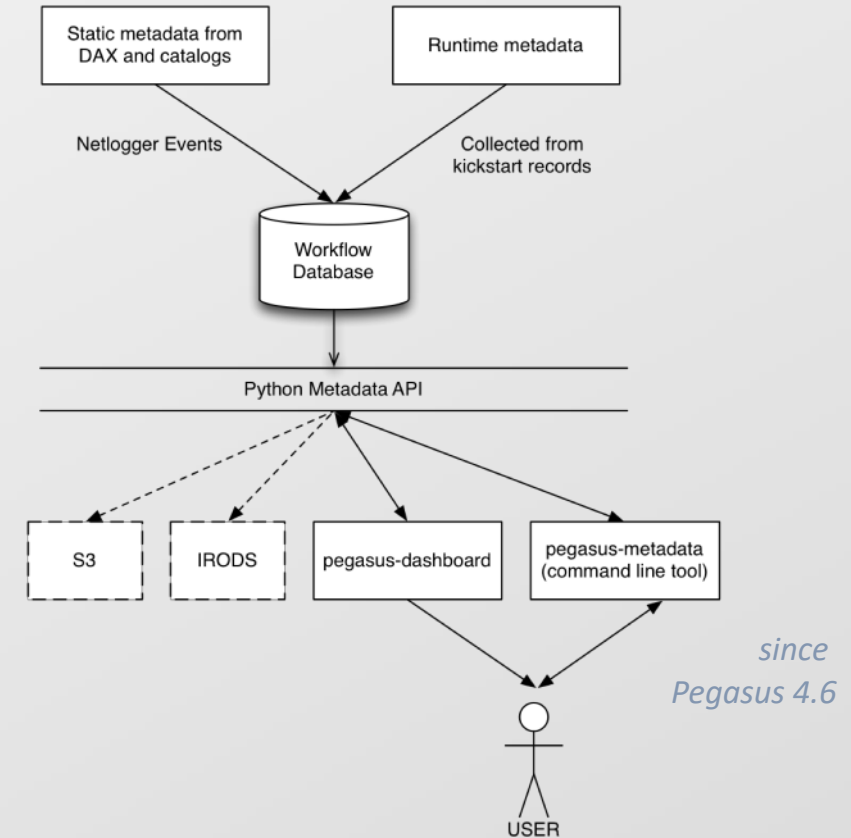 Static metadata from
DAX and catalogs
Runtime metadata
Netlogger Events
Collected from
kickstart records
Workflow
Database
Python Metadata API
S3
IRODS
pegasus-dashboard
pegasus-metadata
(command line tool)
since
Pegasus 4.6
USER